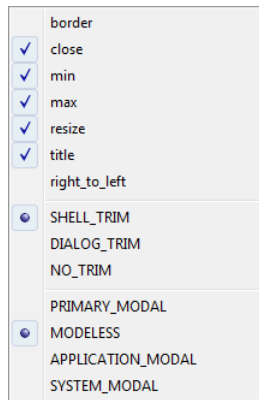 border
close
min
max
resize
title
right_to_left
SHELL_TRIM
DIALOG_TRIM
NO_TRIM
PRIMARY_MODAL
MODELESS
APPLICATION_MODAL
SYSTEM_MODAL